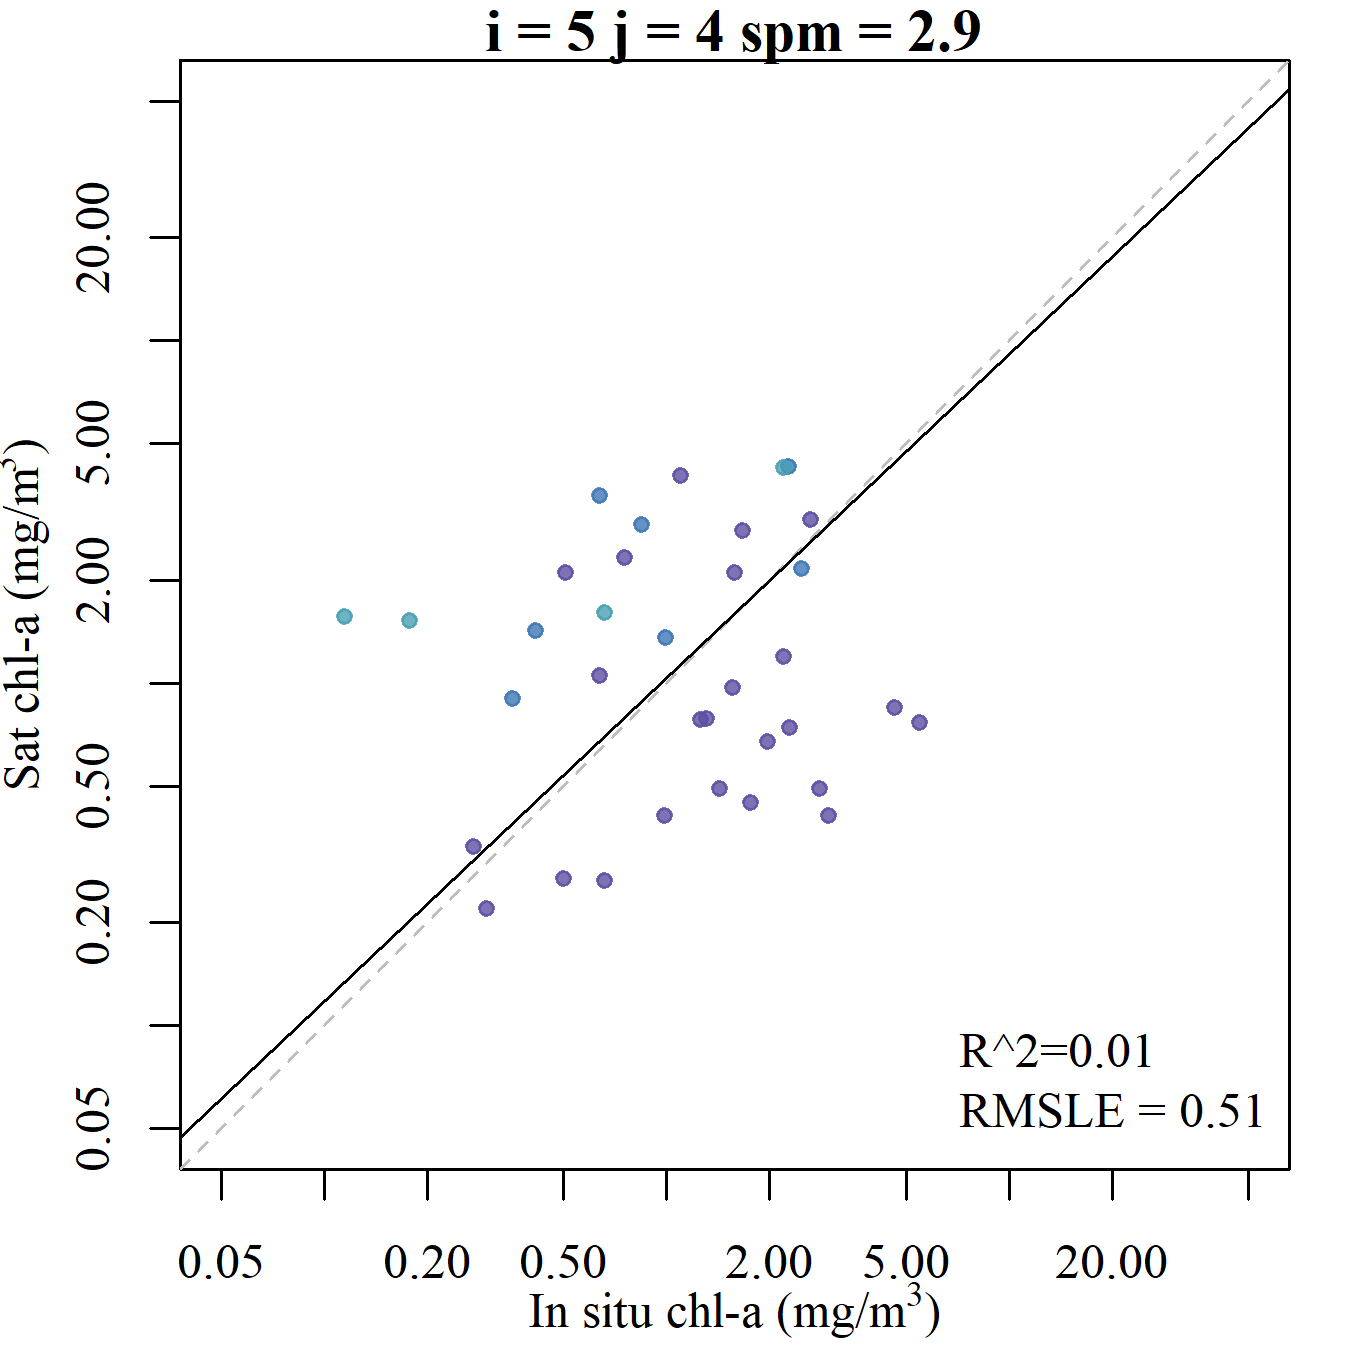 i = 5 j = 4 spm = 2.9
Sat chl-a (mg/m³)
20.00
5.00
2.00
0.50
0.20
0.05
R^2=0.01
RMSLE = 0.51
0.05 0.20 0.50 2.00 5.00 20.00
In situ chl-a (mg/m³)